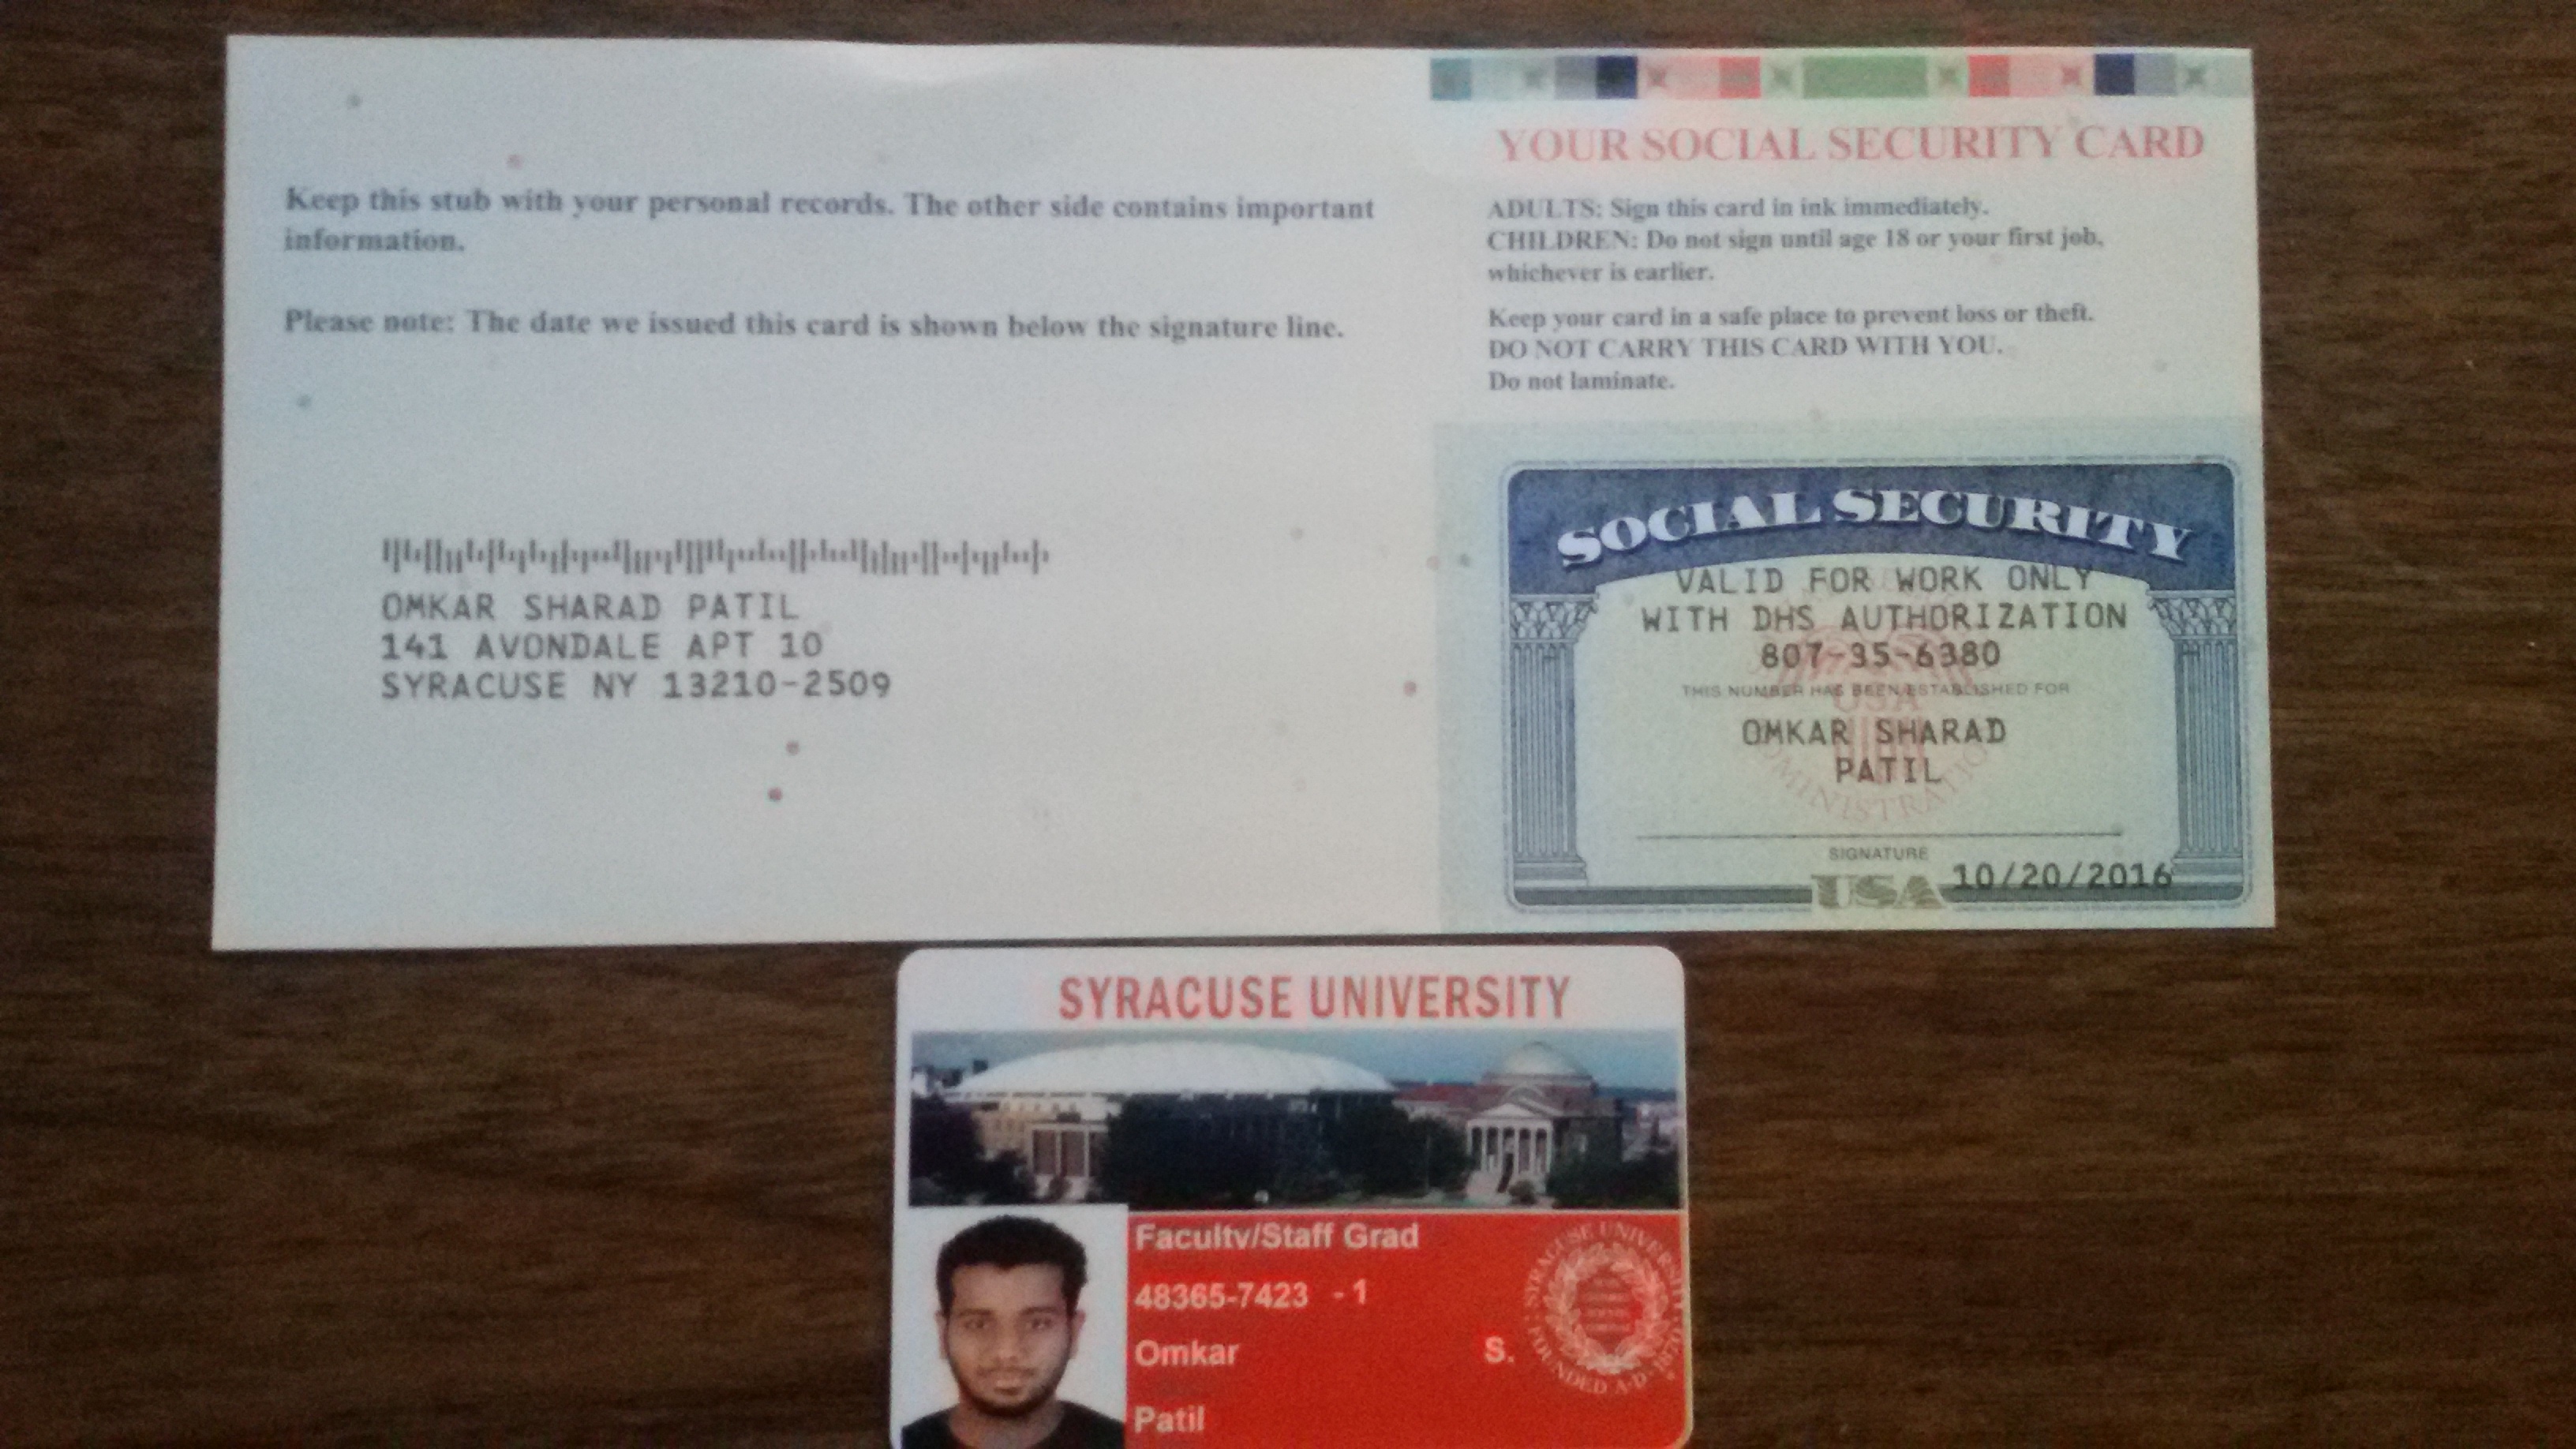 YOUR SOCIAL SECURITY CARD
Keep this stub with your personal records. The other side contains important
information.
Please note: The date we issued this card is shown below the signature line.
OMKAR SHARAD PATIL
141 AVONDALE APT 10
SYRACUSE NY 13210-2509
ADULTS: Sign this card in ink immediately.
CHILDREN: Do not sign until age 18 or your first job,
whichever is earlier.
Keep your card in a safe place to prevent loss or theft.
DO NOT CARRY THIS CARD WITH YOU.
Do not laminate.
SOCIAL SECURITY
VALID FOR WORK ONLY
WITH DHS AUTHORIZATION
807-35-6380
THIS NUMBER HAS BEEN ESTABLISHED FOR
OMKAR SHARAD
PATIL
SIGNATURE
USA 10/20/2016
SYRACUSE UNIVERSITY
Faculty/Staff Grad
48365-7423 - 1
Omkar S.
Patil
SYRACUSE UNIVERSITY
FOUNDED A·D·1870